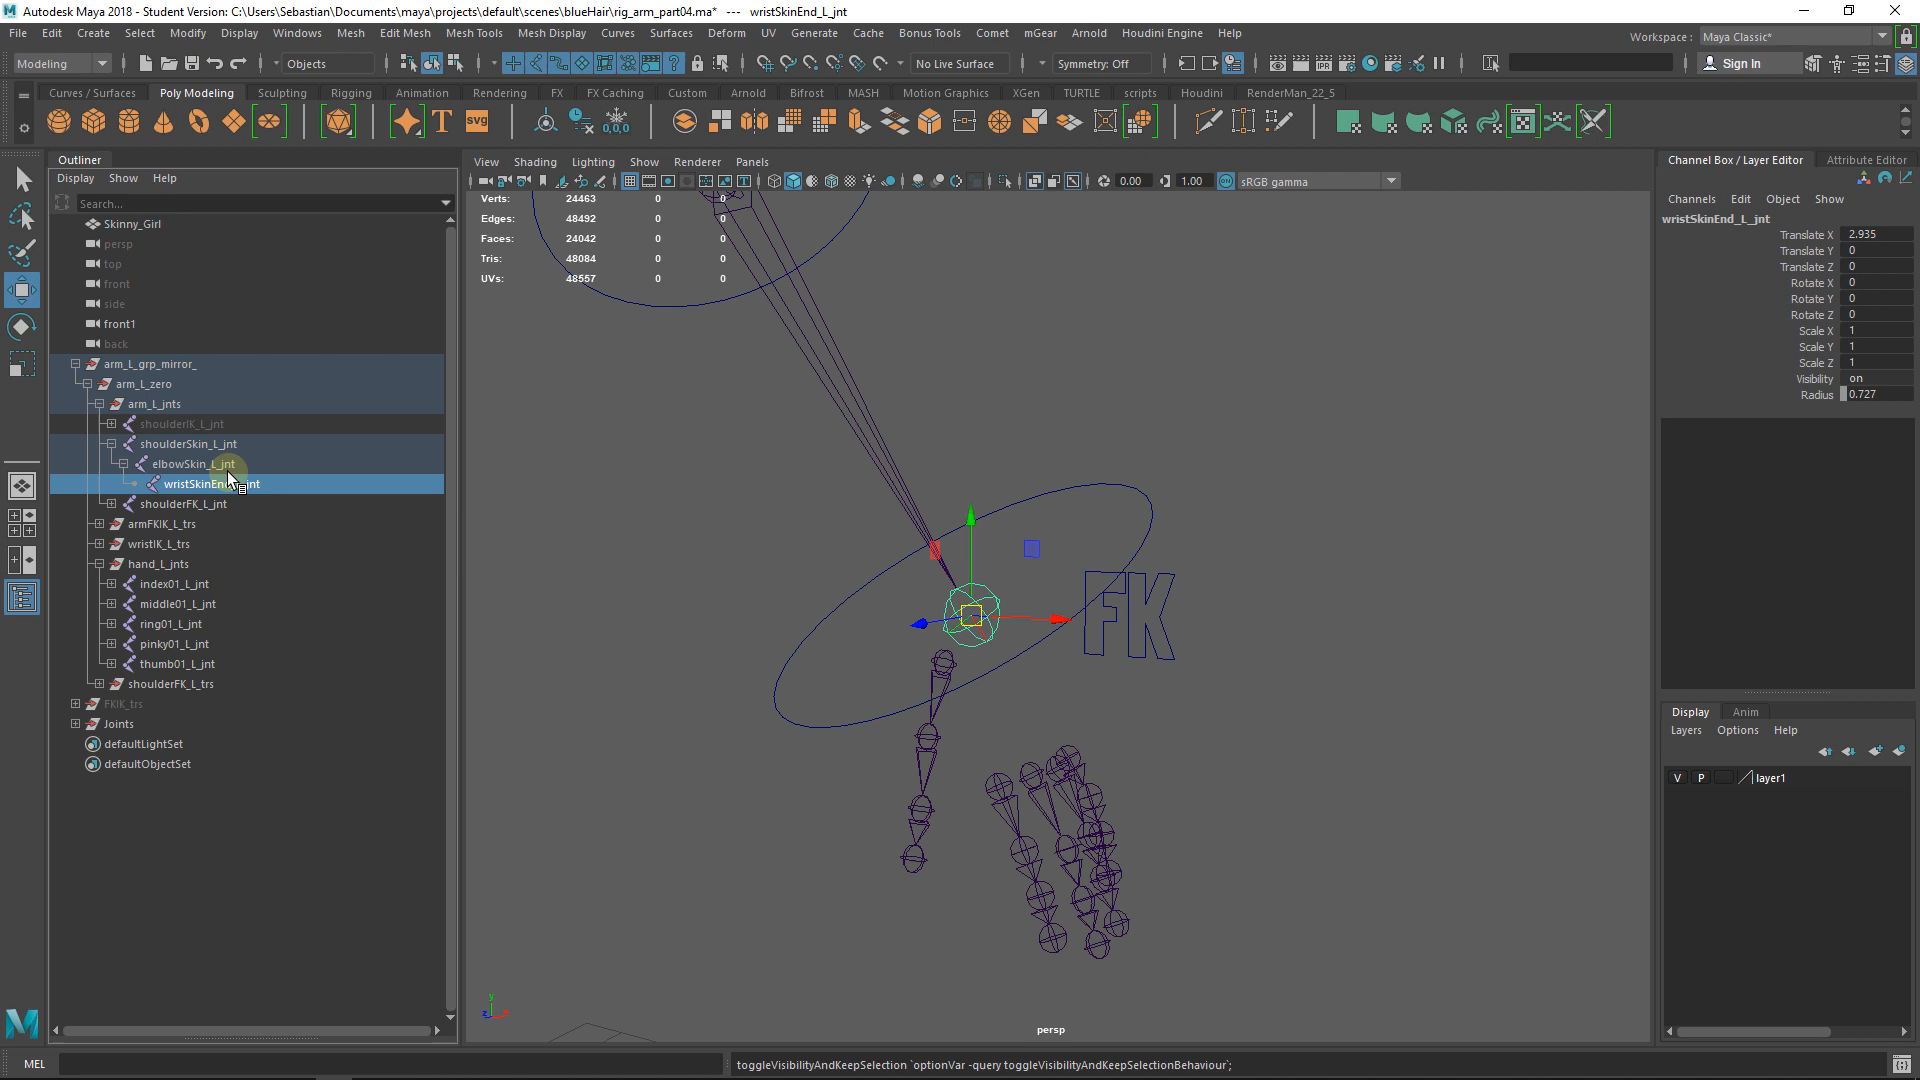 Autodesk Maya 2018 - Student Version: C:\Users\Sebastian\Documents\maya\projects\default\scenes\blueHair\rig_arm_part04.ma* --- wristSkinEnd_L_jnt
File Edit Create Select Modify Display Windows Mesh Edit Mesh Mesh Tools Mesh Display Curves Surfaces Deform UV Generate Cache Bonus Tools Comet mGear Arnold Houdini Engine Help
Workspace : Maya Classic*
Modeling Objects No Live Surface Symmetry: Off Sign In
Curves / Surfaces Poly Modeling Sculpting Rigging Animation Rendering FX FX Caching Custom Arnold Bifrost MASH Motion Graphics XGen TURTLE scripts Houdini RenderMan_22_5
T svg 0,0,0
Outliner
Display Show Help
Search...
Skinny_Girl
persp
top
front
side
front1
back
arm_L_grp_mirror_
arm_L_zero
arm_L_jnts
shoulderIK_L_jnt
shoulderSkin_L_jnt
elbowSkin_L_jnt
shoulderFK_L_jnt
armFKIK_L_trs
wristIK_L_trs
hand_L_jnts
index01_L_jnt
middle01_L_jnt
ring01_L_jnt
pinky01_L_jnt
thumb01_L_jnt
shoulderFK_L_trs
FKIK_trs
Joints
defaultLightSet
defaultObjectSet
View Shading Lighting Show Renderer Panels
0.00 1.00 sRGB gamma
Verts: 24463 0 0
Edges: 48492 0 0
Faces: 24042 0 0
Tris: 48084 0 0
UVs: 48557 0 0
FK
y
z
persp
Channel Box / Layer Editor Attribute Editor
Channels Edit Object Show
wristSkinEnd_L_jnt
Translate X 2.935
Translate Y 0
Translate Z 0
Rotate X 0
Rotate Y 0
Rotate Z 0
Scale X 1
Scale Y 1
Scale Z 1
Visibility on
Radius 0.727
Display Anim
Layers Options Help
V P layer1
MEL
toggleVisibilityAndKeepSelection `optionVar -query toggleVisibilityAndKeepSelectionBehaviour`;